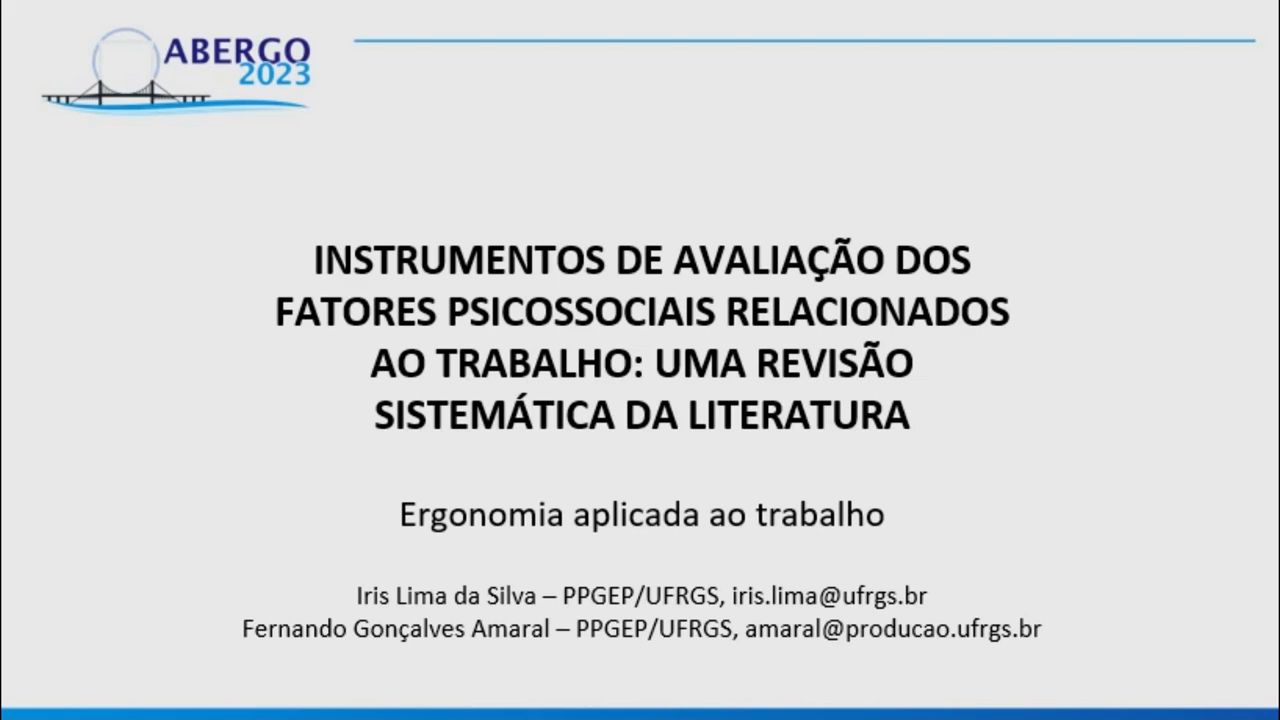 ABERGO
2023
INSTRUMENTOS DE AVALIAÇÃO DOS
FATORES PSICOSSOCIAIS RELACIONADOS
AO TRABALHO: UMA REVISÃO
SISTEMÁTICA DA LITERATURA
Ergonomia aplicada ao trabalho
Iris Lima da Silva – PPGEP/UFRGS, iris.lima@ufrgs.br
Fernando Gonçalves Amaral – PPGEP/UFRGS, amaral@producao.ufrgs.br